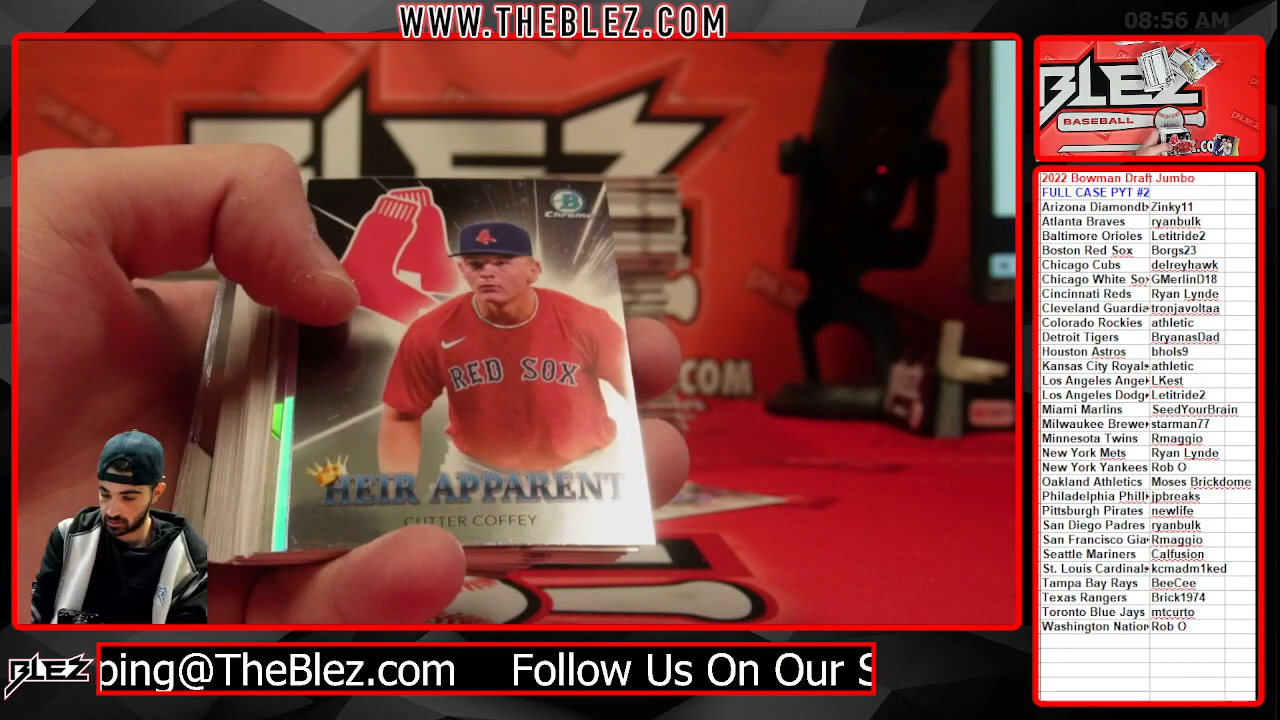 WWW.THEBLEZ.COM
08:56 AM
BLEZ
BASEBALL
Chrome
RED SOX
HEIR APPARENT
CUTTER COFFEY
.COM
2022 Bowman Draft Jumbo
FULL CASE PYT #2
Arizona Diamondb Zinky11
Atlanta Braves ryanbulk
Baltimore Orioles Letitride2
Boston Red Sox Borgs23
Chicago Cubs delreyhawk
Chicago White So GMerlinD18
Cincinnati Reds Ryan Lynde
Cleveland Guardia tronjavoltaa
Colorado Rockies athletic
Detroit Tigers BryanasDad
Houston Astros bhols9
Kansas City Royal athletic
Los Angeles Ange LKest
Los Angeles Dodg Letitride2
Miami Marlins SeedYourBrain
Milwaukee Brewe starman77
Minnesota Twins Rmaggio
New York Mets Ryan Lynde
New York Yankees Rob O
Oakland Athletics Moses Brickdome
Philadelphia Philli jpbreaks
Pittsburgh Pirates newlife
San Diego Padres ryanbulk
San Francisco Gia Rmaggio
Seattle Mariners Calfusion
St. Louis Cardinal kcmadm1ked
Tampa Bay Rays BeeCee
Texas Rangers Brick1974
Toronto Blue Jays mtcurto
Washington Natio Rob O
BLEZ
ping@TheBlez.com Follow Us On Our S